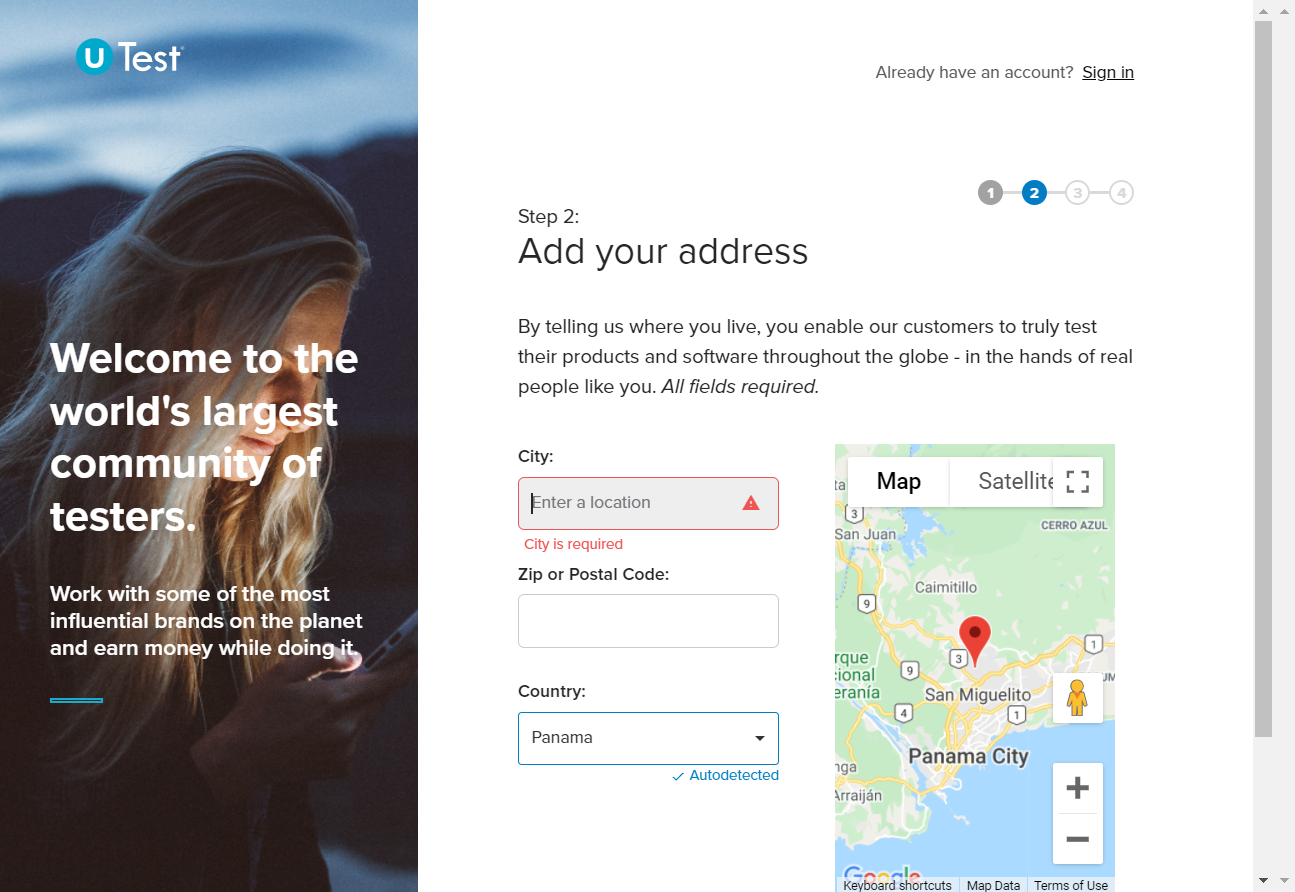 U Test
Already have an account? Sign in
1 2 3 4
Step 2:
Add your address
By telling us where you live, you enable our customers to truly test
their products and software throughout the globe - in the hands of real
people like you. All fields required.
Welcome to the
world's largest
community of
testers.
Work with some of the most
influential brands on the planet
and earn money while doing it.
City:
Enter a location
City is required
Zip or Postal Code:
Country:
Panama
Autodetected
Map
Satellite
3
CERRO AZUL
San Juan
Caimitillo
9
1
3
9
San Miguelito
4
1
Panama City
Arraiján
Google
Keyboard shortcuts
Map Data
Terms of Use